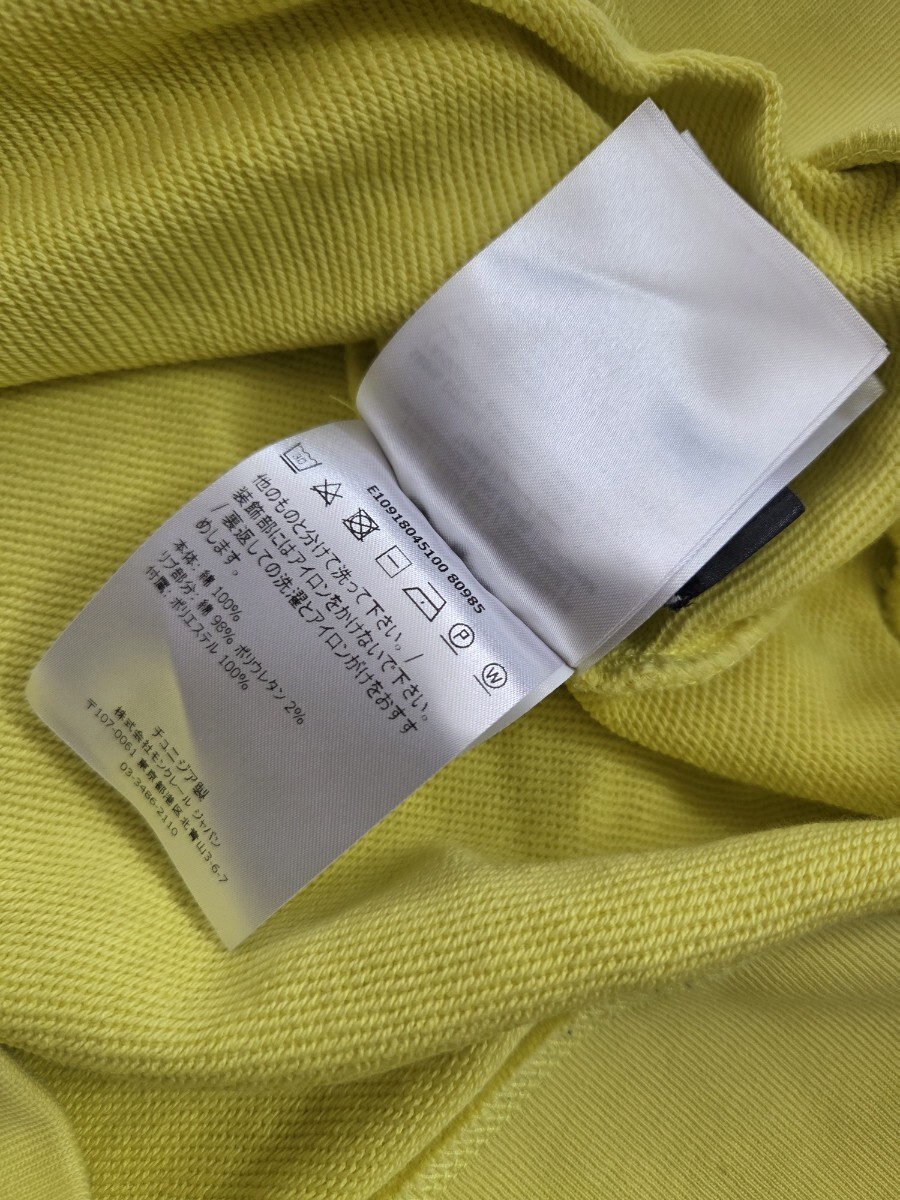 E10918045100 80985
30
P
W
他のものと分けて洗って下さい。/
装飾部にはアイロンをかけないで下さい。
/裏返しての洗濯とアイロンがけをおすす
めします。
本体: 綿 100%
リブ部分: 綿 98% ポリウレタン 2%
付属: ポリエステル 100%
チュニジア製
株式会社モンクレール ジャパン
〒107-0061 東京都港区北青山3-6-7
03-3486-2110